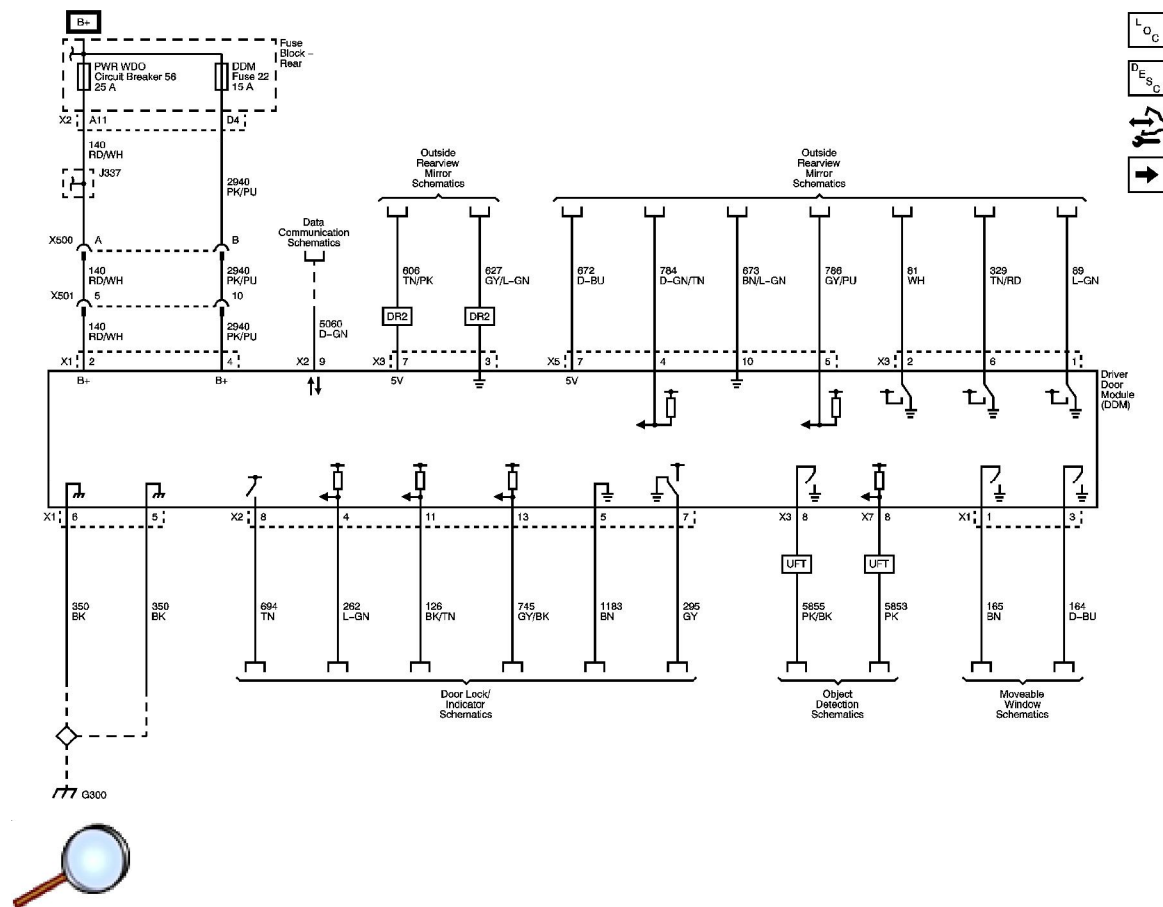 B+
Fuse
Block –
Rear
PWR WDO
Circuit Breaker 56
25 A
DDM
Fuse 22
15 A
X2 A11 D4
140
RD/WH
J337
2940
PK/PU
X500 A B
140
RD/WH
2940
PK/PU
X501 5 10
140
RD/WH
2940
PK/PU
Data
Communication
Schematics
5060
D–GN
Outside
Rearview
Mirror
Schematics
606
TN/PK
627
GY/L–GN
DR2 DR2
Outside
Rearview
Mirror
Schematics
672
D–BU
784
D–GN/TN
673
BN/L–GN
786
GY/PU
81
WH
329
TN/RD
89
L–GN
X1 2 4 X2 9 X3 7 3 X5 7 4 10 5 X3 2 6 1
B+ B+ 5V 5V
Driver
Door
Module
(DDM)
X1 6 5 X2 8 4 11 13 5 7 X3 8 X7 8 X1 1 3
UFT UFT
350
BK
350
BK
694
TN
262
L–GN
126
BK/TN
745
GY/BK
1183
BN
295
GY
5855
PK/BK
5853
PK
165
BN
164
D–BU
Door Lock/
Indicator
Schematics
Object
Detection
Schematics
Moveable
Window
Schematics
G300
LOC
DESC